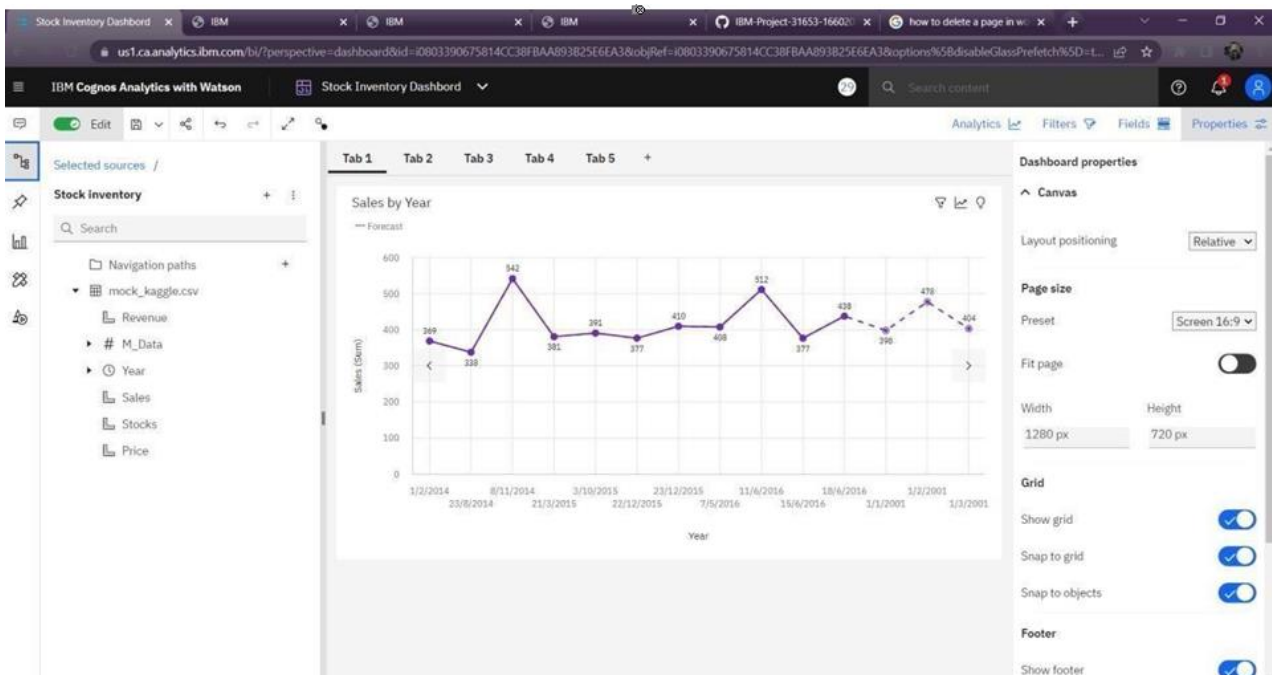 Stock Inventory Dashbord
IBM
IBM
IBM
IBM-Project-31653-16602
how to delete a page in wo
us1.ca.analytics.ibm.com/bi/?perspective=dashboard&id=i0803390675814CC38FBAA893B25E6EA3&objRef=i0803390675814CC38FBAA893B25E6EA3&options%5BdisableGlassPrefetch%5D=t...
IBM Cognos Analytics with Watson
Stock Inventory Dashbord
29
Search content
1
Edit
Analytics
Filters
Fields
Properties
Selected sources /
Stock inventory
Search
Navigation paths
mock_kaggle.csv
Revenue
# M_Data
Year
Sales
Stocks
Price
Tab 1 Tab 2 Tab 3 Tab 4 Tab 5 +
Sales by Year
Forecast
Sales (Sum)
600
500
400
300
200
100
0
369
339
542
381
391
377
410
408
512
377
438
398
478
404
1/2/2014
23/8/2014
8/11/2014
21/3/2015
3/10/2015
22/12/2015
23/12/2015
7/5/2016
11/6/2016
15/6/2016
18/6/2016
1/1/2001
1/2/2001
1/3/2001
Year
Dashboard properties
Canvas
Layout positioning
Relative
Page size
Preset
Screen 16:9
Fit page
Width Height
1280 px 720 px
Grid
Show grid
Snap to grid
Snap to objects
Footer
Show footer